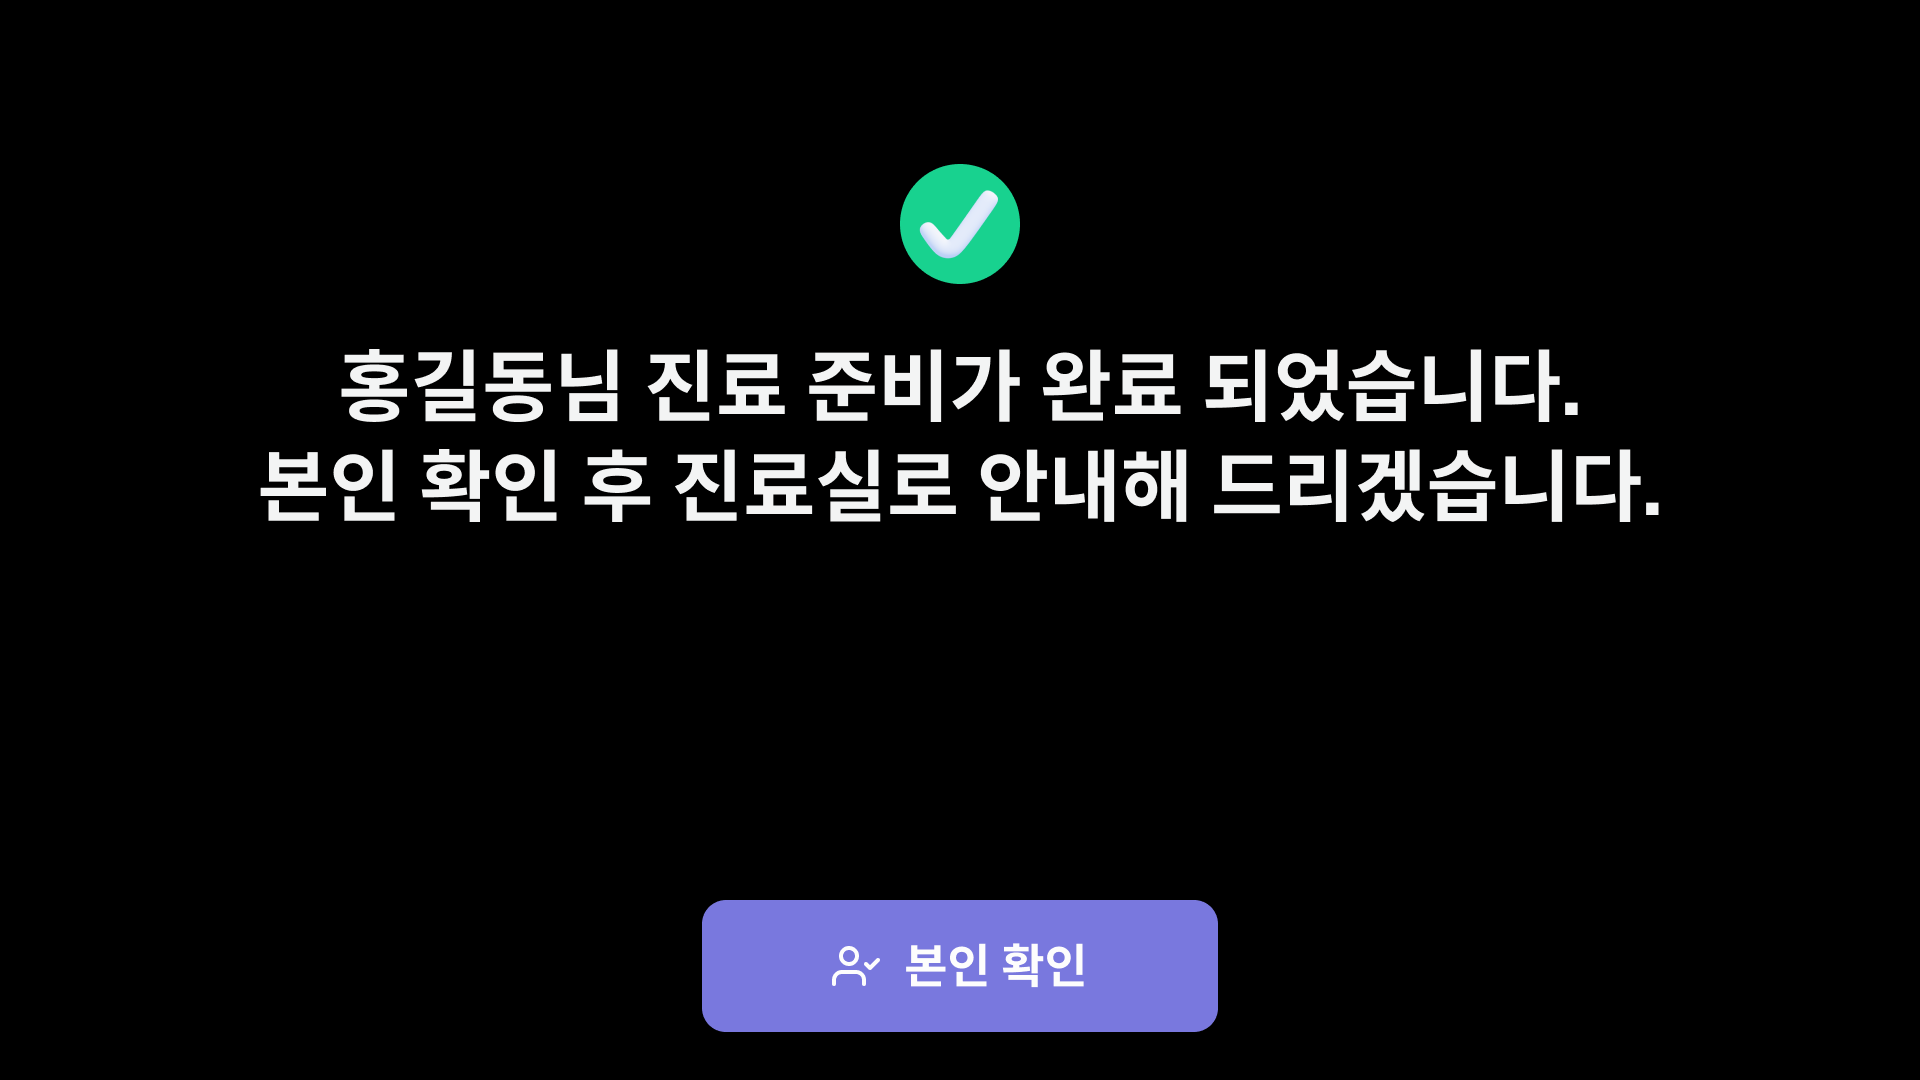 홍길동님 진료 준비가 완료 되었습니다.
본인 확인 후 진료실로 안내해 드리겠습니다.
본인 확인